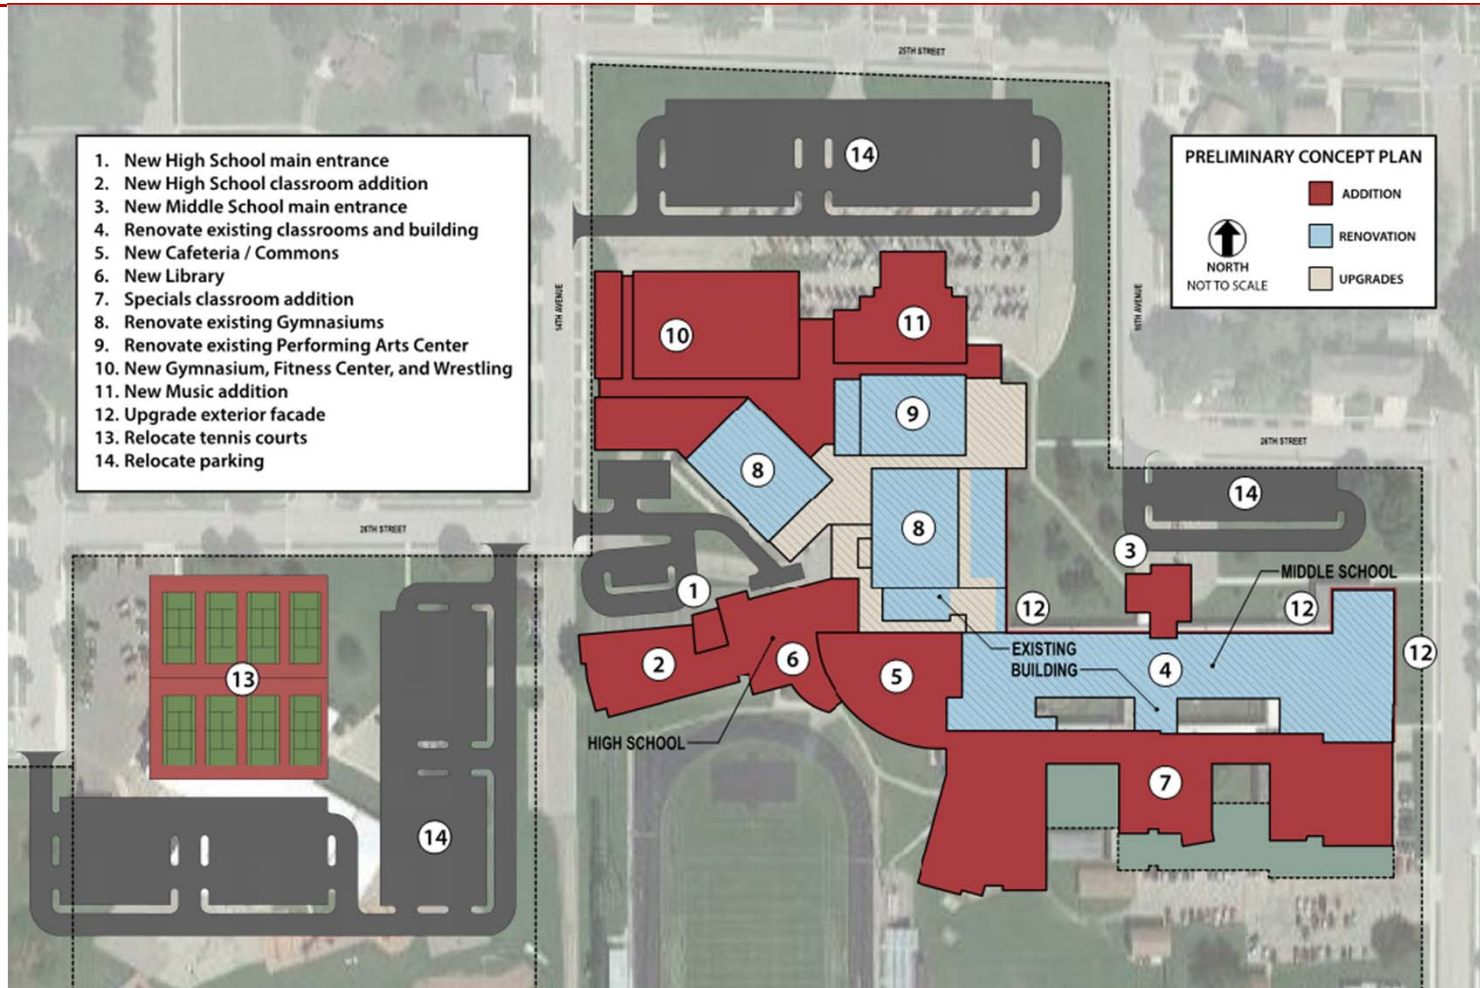 25TH STREET
1. New High School main entrance
2. New High School classroom addition
3. New Middle School main entrance
4. Renovate existing classrooms and building
5. New Cafeteria / Commons
6. New Library
7. Specials classroom addition
8. Renovate existing Gymnasiums
9. Renovate existing Performing Arts Center
10. New Gymnasium, Fitness Center, and Wrestling
11. New Music addition
12. Upgrade exterior facade
13. Relocate tennis courts
14. Relocate parking
PRELIMINARY CONCEPT PLAN
ADDITION
RENOVATION
UPGRADES
NORTH
NOT TO SCALE
14
14TH AVENUE
16TH AVENUE
10
11
9
26TH STREET
8
14
26TH STREET
8
3
MIDDLE SCHOOL
1
12
12
EXISTING
BUILDING
2
6
5
4
12
13
HIGH SCHOOL
7
14